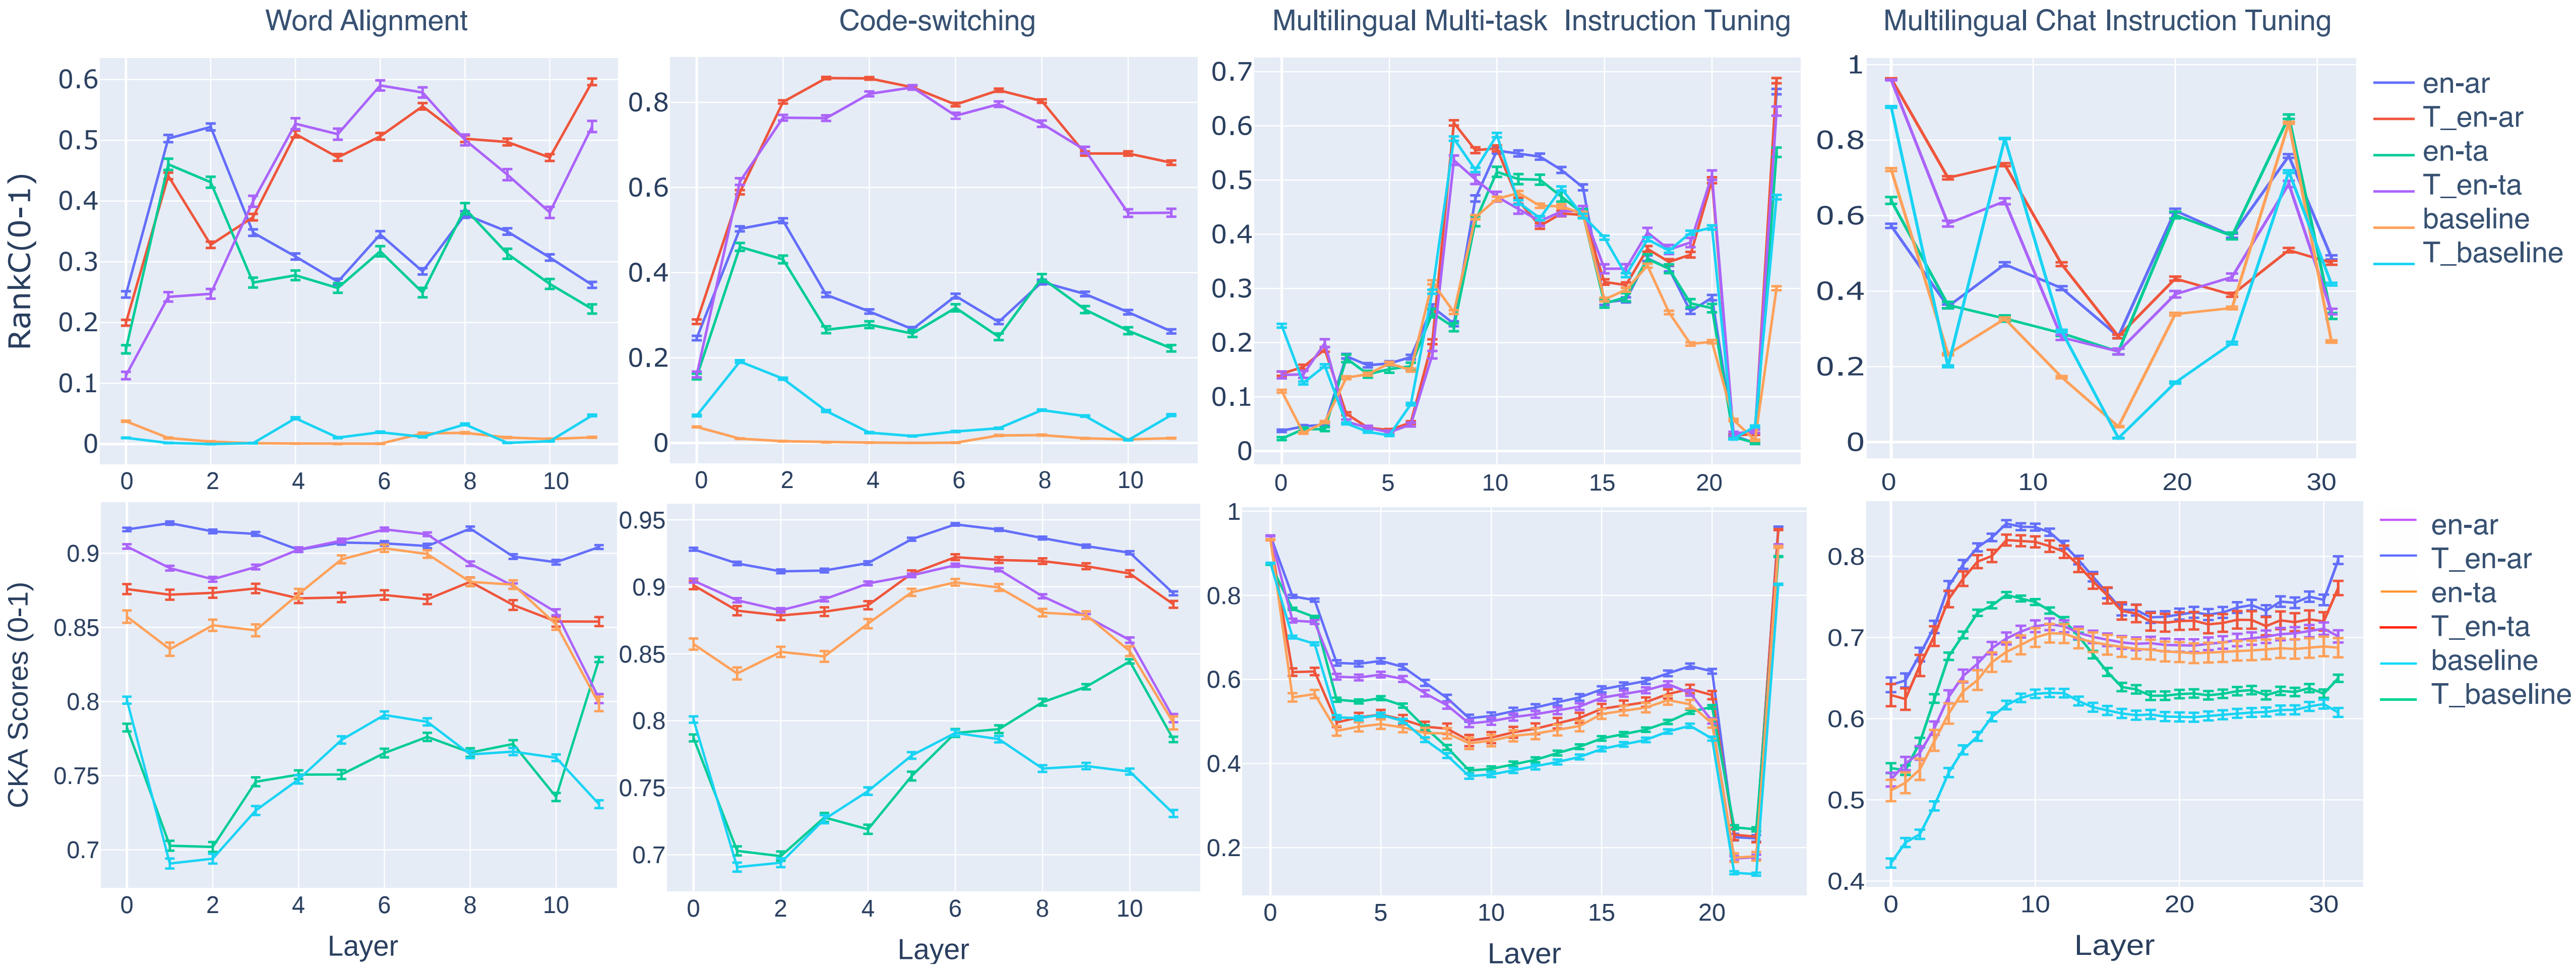 Word Alignment
Code-switching
Multilingual Multi-task Instruction Tuning
Multilingual Chat Instruction Tuning
RankC(0-1)
0.6
0.5
0.4
0.3
0.2
0.1
0
0 2 4 6 8 10
0.8
0.6
0.4
0.2
0
0 2 4 6 8 10
0.7
0.6
0.5
0.4
0.3
0.2
0.1
0
0 5 10 15 20
1
0.8
0.6
0.4
0.2
0
0 10 20 30
en-ar
T_en-ar
en-ta
T_en-ta
baseline
T_baseline
CKA Scores (0-1)
0.9
0.85
0.8
0.75
0.7
0 2 4 6 8 10
Layer
0.95
0.9
0.85
0.8
0.75
0.7
0 2 4 6 8 10
Layer
1
0.8
0.6
0.4
0.2
0 5 10 15 20
Layer
0.8
0.7
0.6
0.5
0.4
0 10 20 30
Layer
en-ar
T_en-ar
en-ta
T_en-ta
baseline
T_baseline